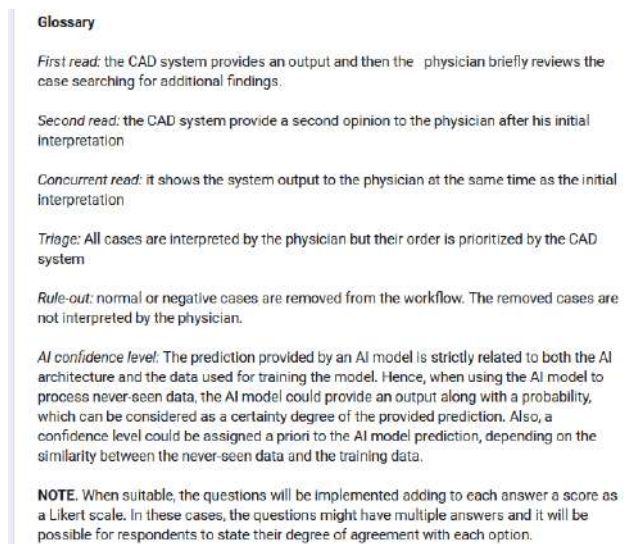 Glossary
First read: the CAD system provides an output and then the physician briefly reviews the
case searching for additional findings.
Second read: the CAD system provide a second opinion to the physician after his initial
interpretation
Concurrent read: it shows the system output to the physician at the same time as the initial
interpretation
Triage: All cases are interpreted by the physician but their order is prioritized by the CAD
system
Rule-out: normal or negative cases are removed from the workflow. The removed cases are
not interpreted by the physician.
AI confidence level: The prediction provided by an AI model is strictly related to both the AI
architecture and the data used for training the model. Hence, when using the AI model to
process never-seen data, the AI model could provide an output along with a probability,
which can be considered as a certainty degree of the provided prediction. Also, a
confidence level could be assigned a priori to the AI model prediction, depending on the
similarity between the never-seen data and the training data.
NOTE. When suitable, the questions will be implemented adding to each answer a score as
a Likert scale. In these cases, the questions might have multiple answers and it will be
possible for respondents to state their degree of agreement with each option.